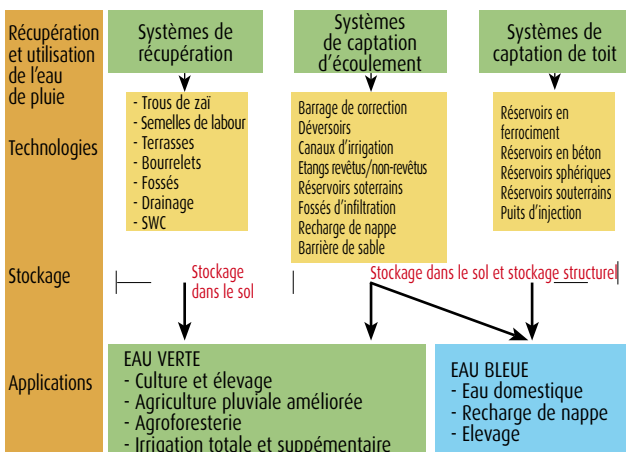 Récupération
et utilisation
de l'eau
de pluie
Systèmes de
récupération
Systèmes
de captation
d'écoulement
Systèmes de
captation de toit
Technologies
- Trous de zaï
- Semelles de labour
- Terrasses
- Bourrelets
- Fossés
- Drainage
- SWC
Barrage de correction
Déversoirs
Canaux d'irrigation
Etangs revêtus/non-revêtus
Réservoirs soterrains
Fossés d'infiltration
Recharge de nappe
Barrière de sable
Réservoirs en
ferrociment
Réservoirs en béton
Réservoirs sphériques
Réservoirs souterrains
Puits d'injection
Stockage
Stockage
dans le sol
Stockage dans le sol et stockage structurel
Applications
EAU VERTE
- Culture et élevage
- Agriculture pluviale améliorée
- Agroforesterie
- Irrigation totale et suppémentaire
EAU BLEUE
- Eau domestique
- Recharge de nappe
- Elevage